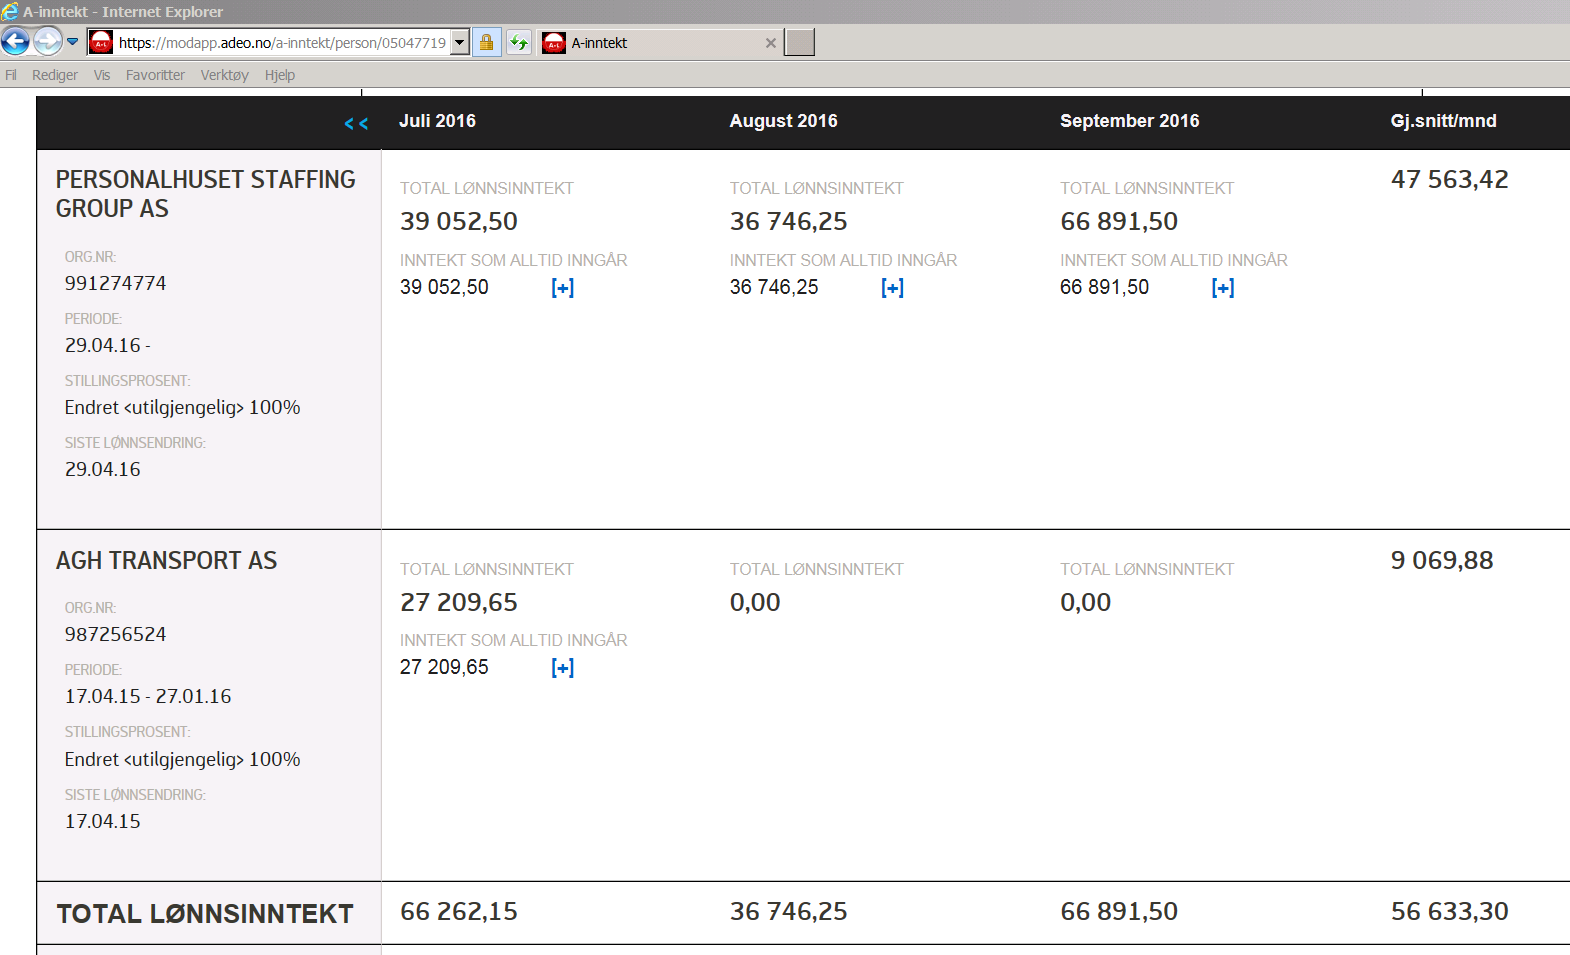 A-inntekt - Internet Explorer
https://modapp.adeo.no/a-inntekt/person/05047719
A-inntekt
Fil Rediger Vis Favoritter Verktøy Hjelp
<< Juli 2016 August 2016 September 2016 Gj.snitt/mnd
PERSONALHUSET STAFFING
GROUP AS
ORG.NR:
991274774
PERIODE:
29.04.16 -
STILLINGSPROSENT:
Endret <utilgjengelig> 100%
SISTE LØNNSENDRING:
29.04.16
TOTAL LØNNSINNTEKT TOTAL LØNNSINNTEKT TOTAL LØNNSINNTEKT
39 052,50 36 746,25 66 891,50 47 563,42
INNTEKT SOM ALLTID INNGÅR INNTEKT SOM ALLTID INNGÅR INNTEKT SOM ALLTID INNGÅR
39 052,50 [+] 36 746,25 [+] 66 891,50 [+]
AGH TRANSPORT AS
ORG.NR:
987256524
PERIODE:
17.04.15 - 27.01.16
STILLINGSPROSENT:
Endret <utilgjengelig> 100%
SISTE LØNNSENDRING:
17.04.15
TOTAL LØNNSINNTEKT TOTAL LØNNSINNTEKT TOTAL LØNNSINNTEKT
27 209,65 0,00 0,00 9 069,88
INNTEKT SOM ALLTID INNGÅR
27 209,65 [+]
TOTAL LØNNSINNTEKT 66 262,15 36 746,25 66 891,50 56 633,30